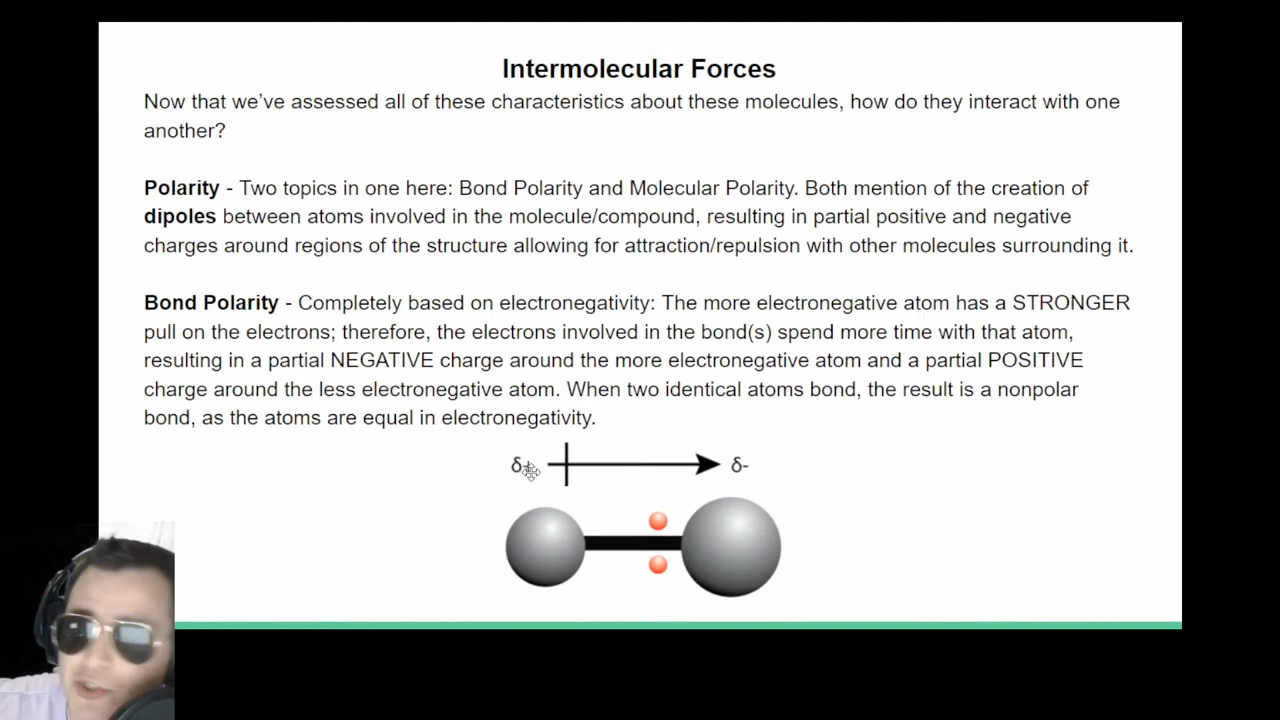 Intermolecular Forces
Now that we've assessed all of these characteristics about these molecules, how do they interact with one
another?
Polarity - Two topics in one here: Bond Polarity and Molecular Polarity. Both mention of the creation of
dipoles between atoms involved in the molecule/compound, resulting in partial positive and negative
charges around regions of the structure allowing for attraction/repulsion with other molecules surrounding it.
Bond Polarity - Completely based on electronegativity: The more electronegative atom has a STRONGER
pull on the electrons; therefore, the electrons involved in the bond(s) spend more time with that atom,
resulting in a partial NEGATIVE charge around the more electronegative atom and a partial POSITIVE
charge around the less electronegative atom. When two identical atoms bond, the result is a nonpolar
bond, as the atoms are equal in electronegativity.
δ+ δ-